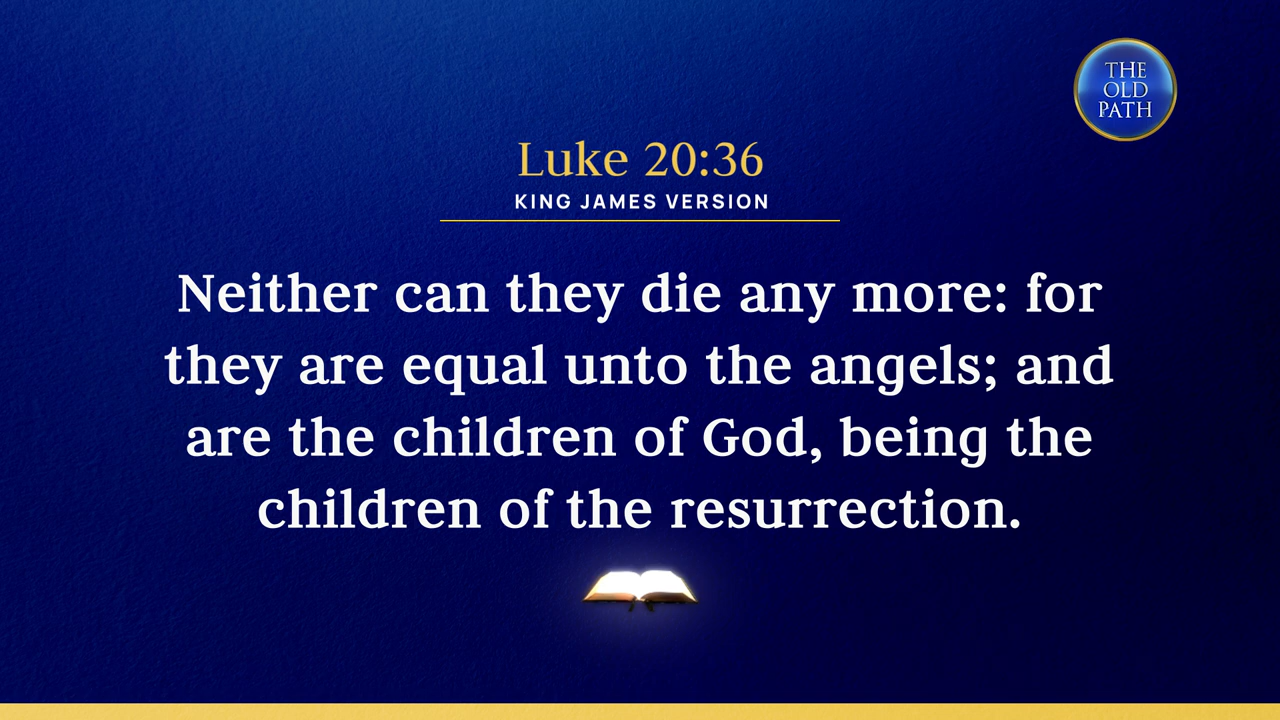 THE
OLD
PATH
Luke 20:36
KING JAMES VERSION
Neither can they die any more: for
they are equal unto the angels; and
are the children of God, being the
children of the resurrection.